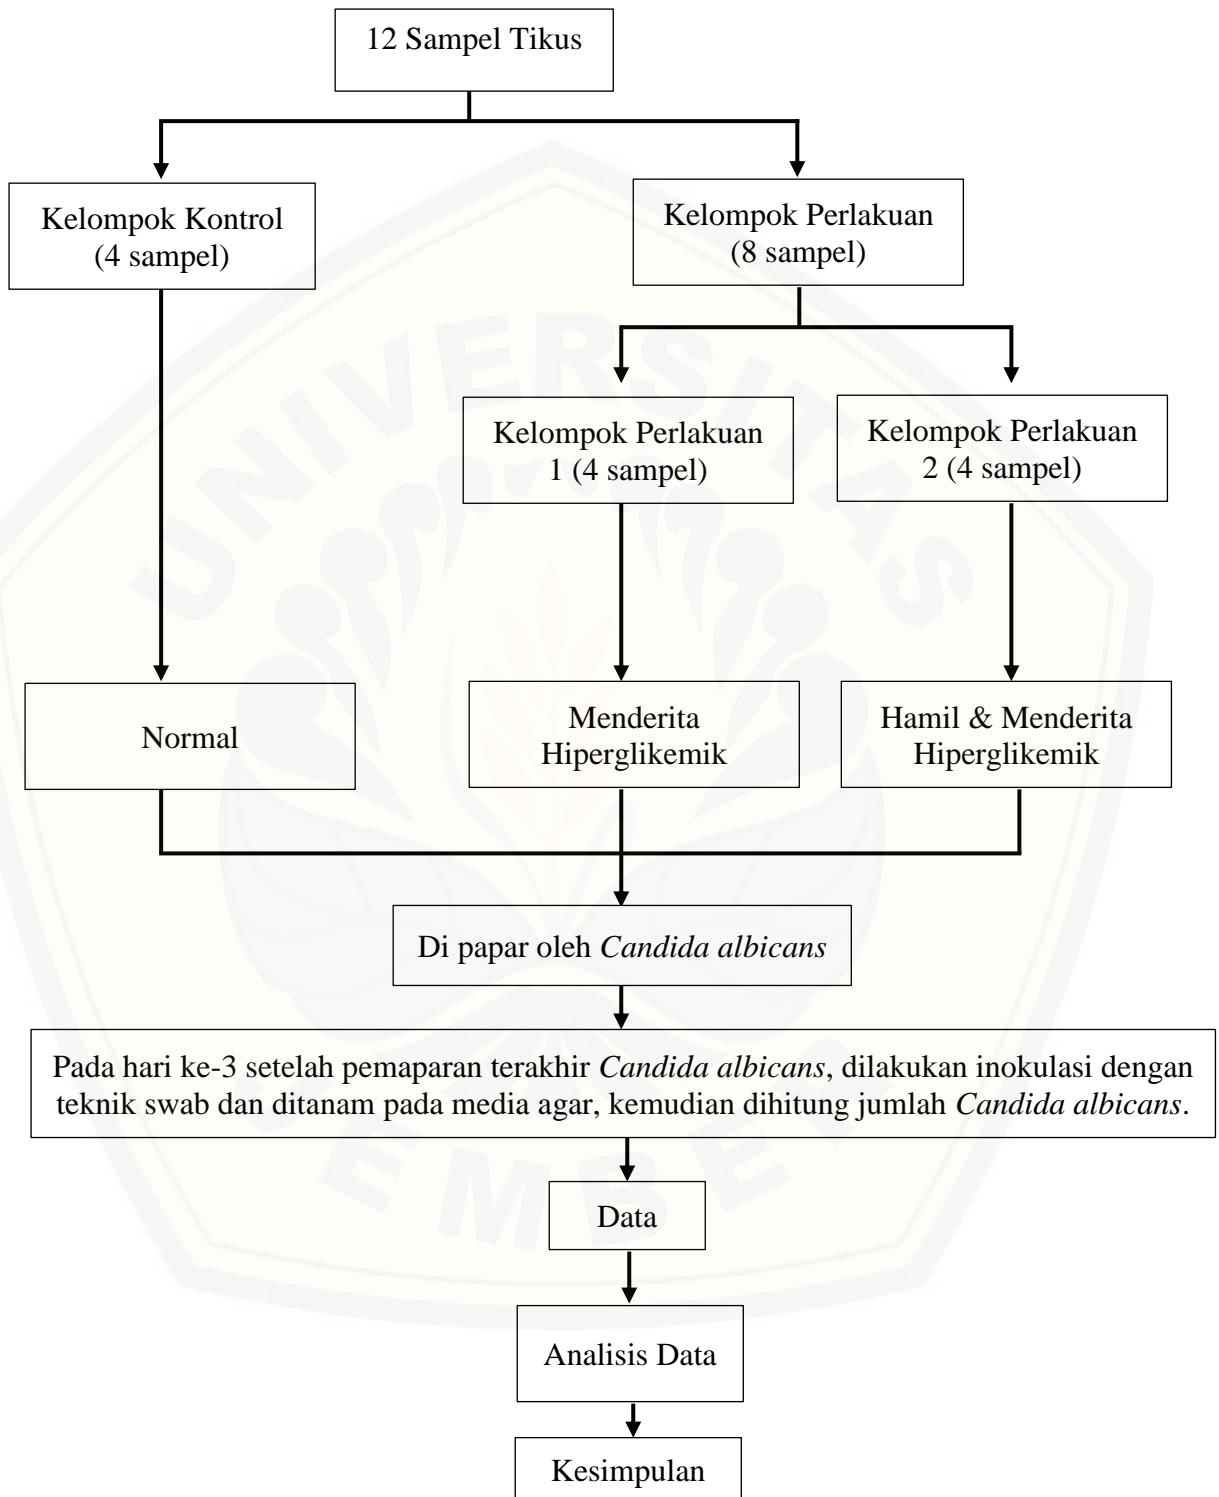 12 Sampel Tikus
Kelompok Kontrol
(4 sampel)
Kelompok Perlakuan
(8 sampel)
Kelompok Perlakuan
1 (4 sampel)
Kelompok Perlakuan
2 (4 sampel)
Normal
Menderita
Hiperglikemik
Hamil & Menderita
Hiperglikemik
Di papar oleh Candida albicans
Pada hari ke-3 setelah pemaparan terakhir Candida albicans, dilakukan inokulasi dengan
teknik swab dan ditanam pada media agar, kemudian dihitung jumlah Candida albicans.
Data
Analisis Data
Kesimpulan
UNIVERSITAS
JEMBER